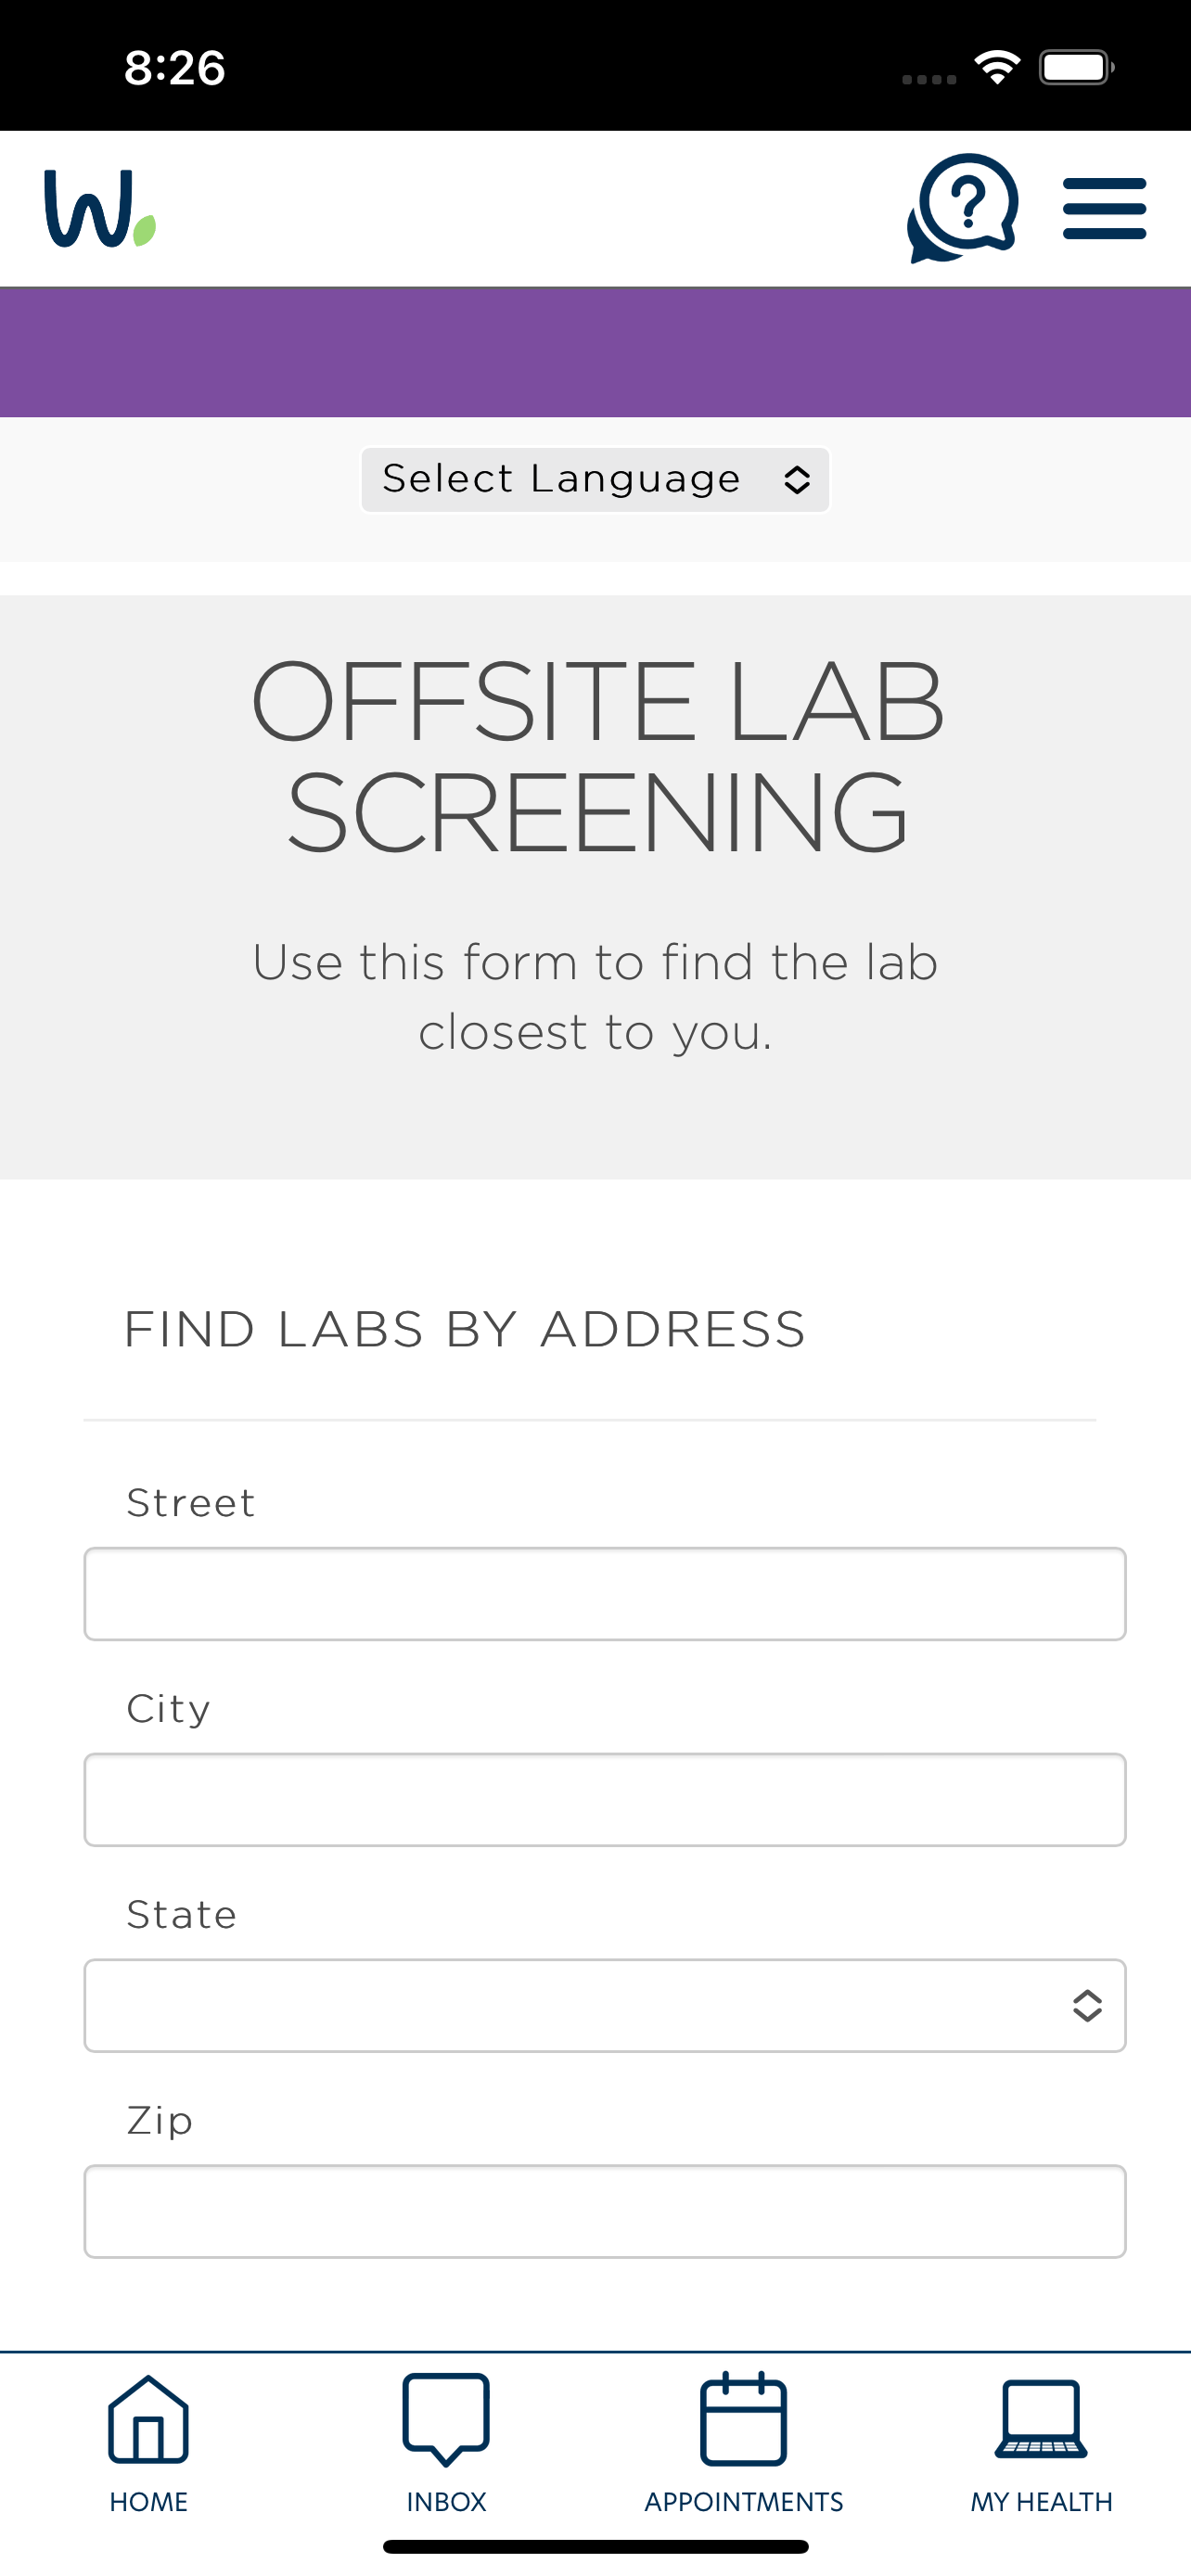 8:26
W.
Select Language
OFFSITE LAB
SCREENING
Use this form to find the lab
closest to you.
FIND LABS BY ADDRESS
Street
City
State
Zip
HOME
INBOX
APPOINTMENTS
MY HEALTH